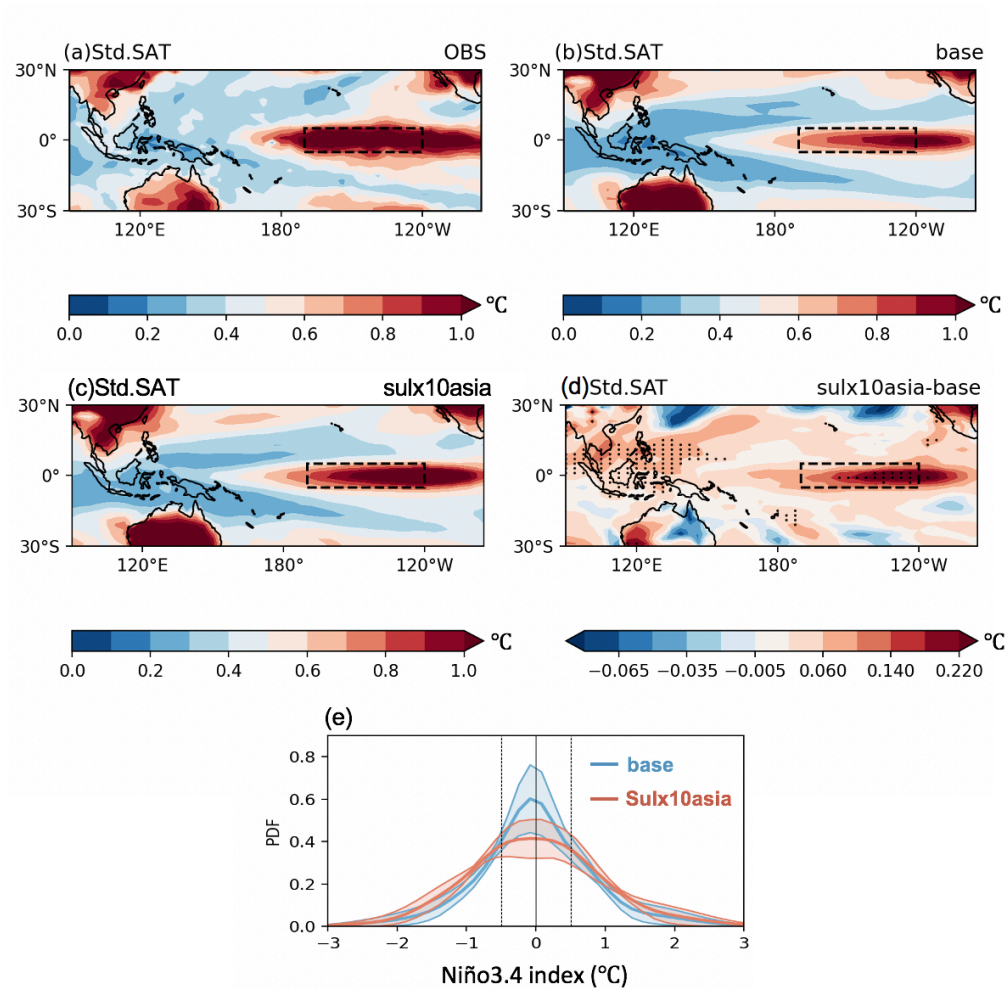 (a)Std.SAT OBS
30°N
0°
30°S
120°E 180° 120°W
0.0 0.2 0.4 0.6 0.8 1.0 °C
(b)Std.SAT base
30°N
0°
30°S
120°E 180° 120°W
0.0 0.2 0.4 0.6 0.8 1.0 °C
(c)Std.SAT sulx10asia
30°N
0°
30°S
120°E 180° 120°W
0.0 0.2 0.4 0.6 0.8 1.0 °C
(d)Std.SAT sulx10asia-base
30°N
0°
30°S
120°E 180° 120°W
−0.065 −0.035 −0.005 0.060 0.140 0.220 °C
(e)
base
Sulx10asia
PDF
0.8
0.6
0.4
0.2
0.0
−3 −2 −1 0 1 2 3
Niño3.4 index (°C)